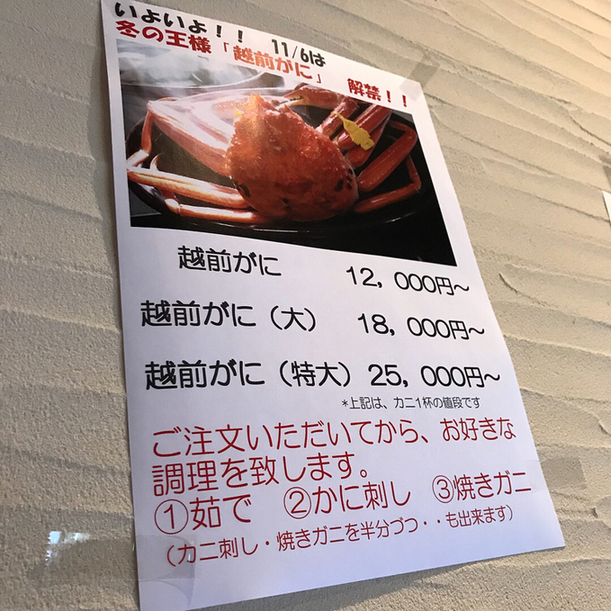 いよいよ！！ 11/6は
冬の王様「越前がに」 解禁！！
越前がに 12，000円～
越前がに（大） 18，000円～
越前がに（特大） 25，000円～
*上記は、カニ1杯の値段です
ご注文いただいてから、お好きな
調理を致します。
①茹で ②かに刺し ③焼きガニ
（カニ刺し・焼きガニを半分づつ・・も出来ます）